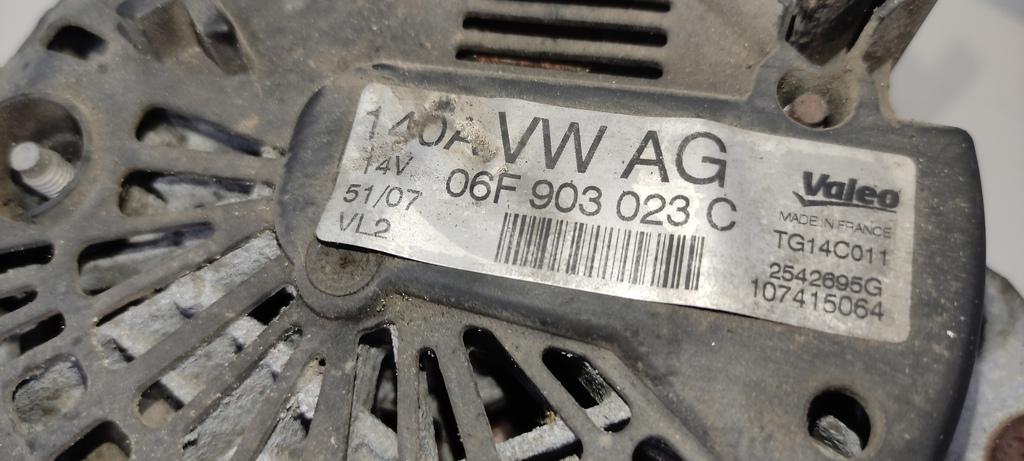 140A VW AG
14V 06F 903 023 C
51/07
VL2
Valeo
MADE IN FRANCE
TG14C011
2542695G
107415064